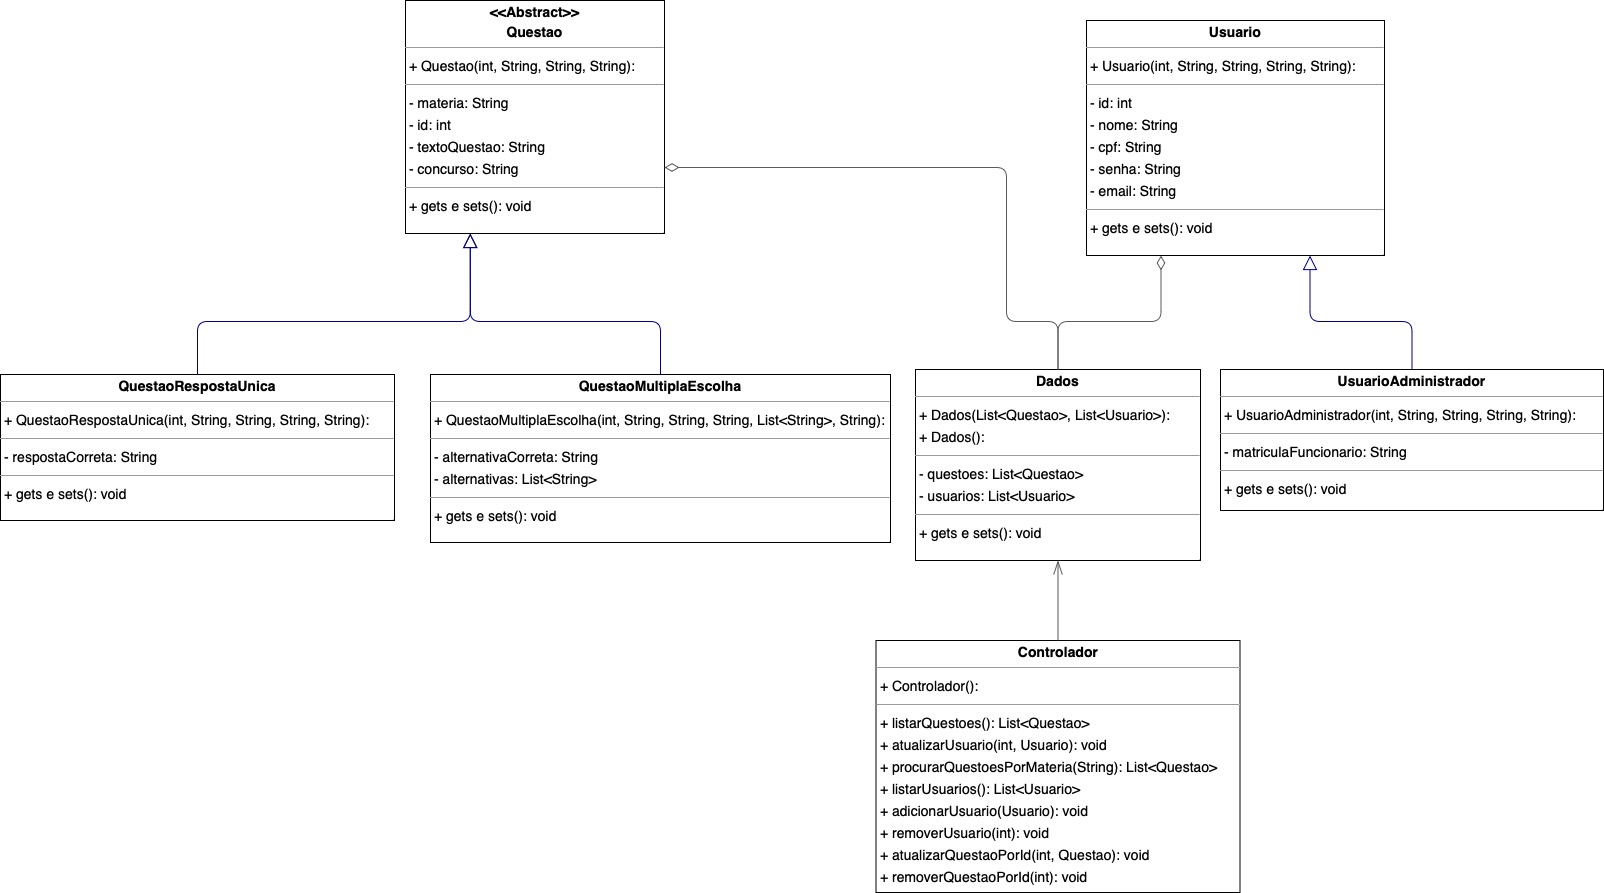 <<Abstract>>
Questao
+ Questao(int, String, String, String):
- materia: String
- id: int
- textoQuestao: String
- concurso: String
+ gets e sets(): void
Usuario
+ Usuario(int, String, String, String, String):
- id: int
- nome: String
- cpf: String
- senha: String
- email: String
+ gets e sets(): void
QuestaoRespostaUnica
+ QuestaoRespostaUnica(int, String, String, String, String):
- respostaCorreta: String
+ gets e sets(): void
QuestaoMultiplaEscolha
+ QuestaoMultiplaEscolha(int, String, String, String, List<String>, String):
- alternativaCorreta: String
- alternativas: List<String>
+ gets e sets(): void
Dados
+ Dados(List<Questao>, List<Usuario>):
+ Dados():
- questoes: List<Questao>
- usuarios: List<Usuario>
+ gets e sets(): void
UsuarioAdministrador
+ UsuarioAdministrador(int, String, String, String, String):
- matriculaFuncionario: String
+ gets e sets(): void
Controlador
+ Controlador():
+ listarQuestoes(): List<Questao>
+ atualizarUsuario(int, Usuario): void
+ procurarQuestoesPorMateria(String): List<Questao>
+ listarUsuarios(): List<Usuario>
+ adicionarUsuario(Usuario): void
+ removerUsuario(int): void
+ atualizarQuestaoPorId(int, Questao): void
+ removerQuestaoPorId(int): void